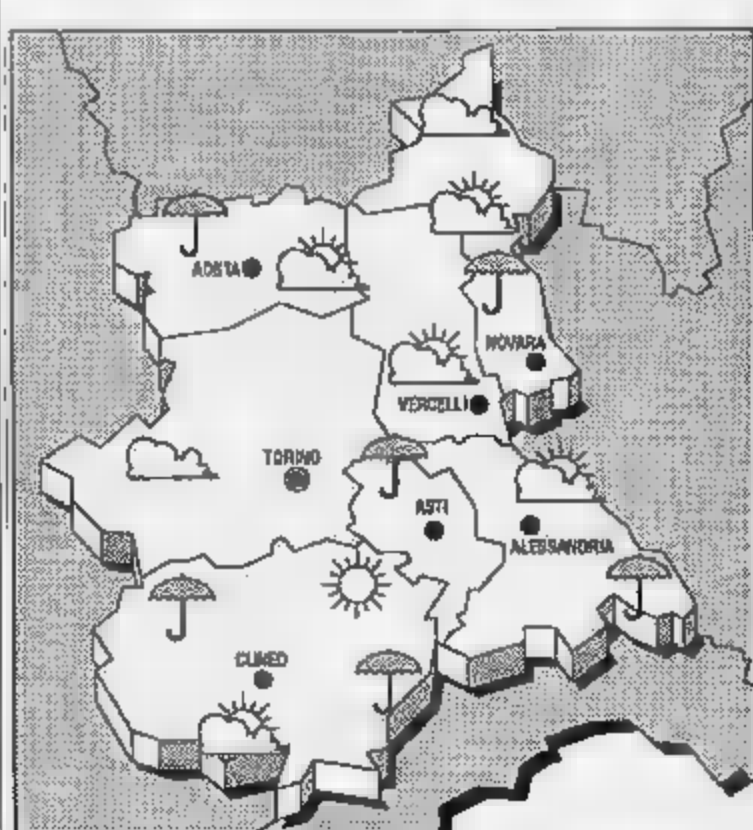 AOSTA
NOVARA
VERCELLI
TORINO
ASTI
ALESSANDRIA
CUNEO